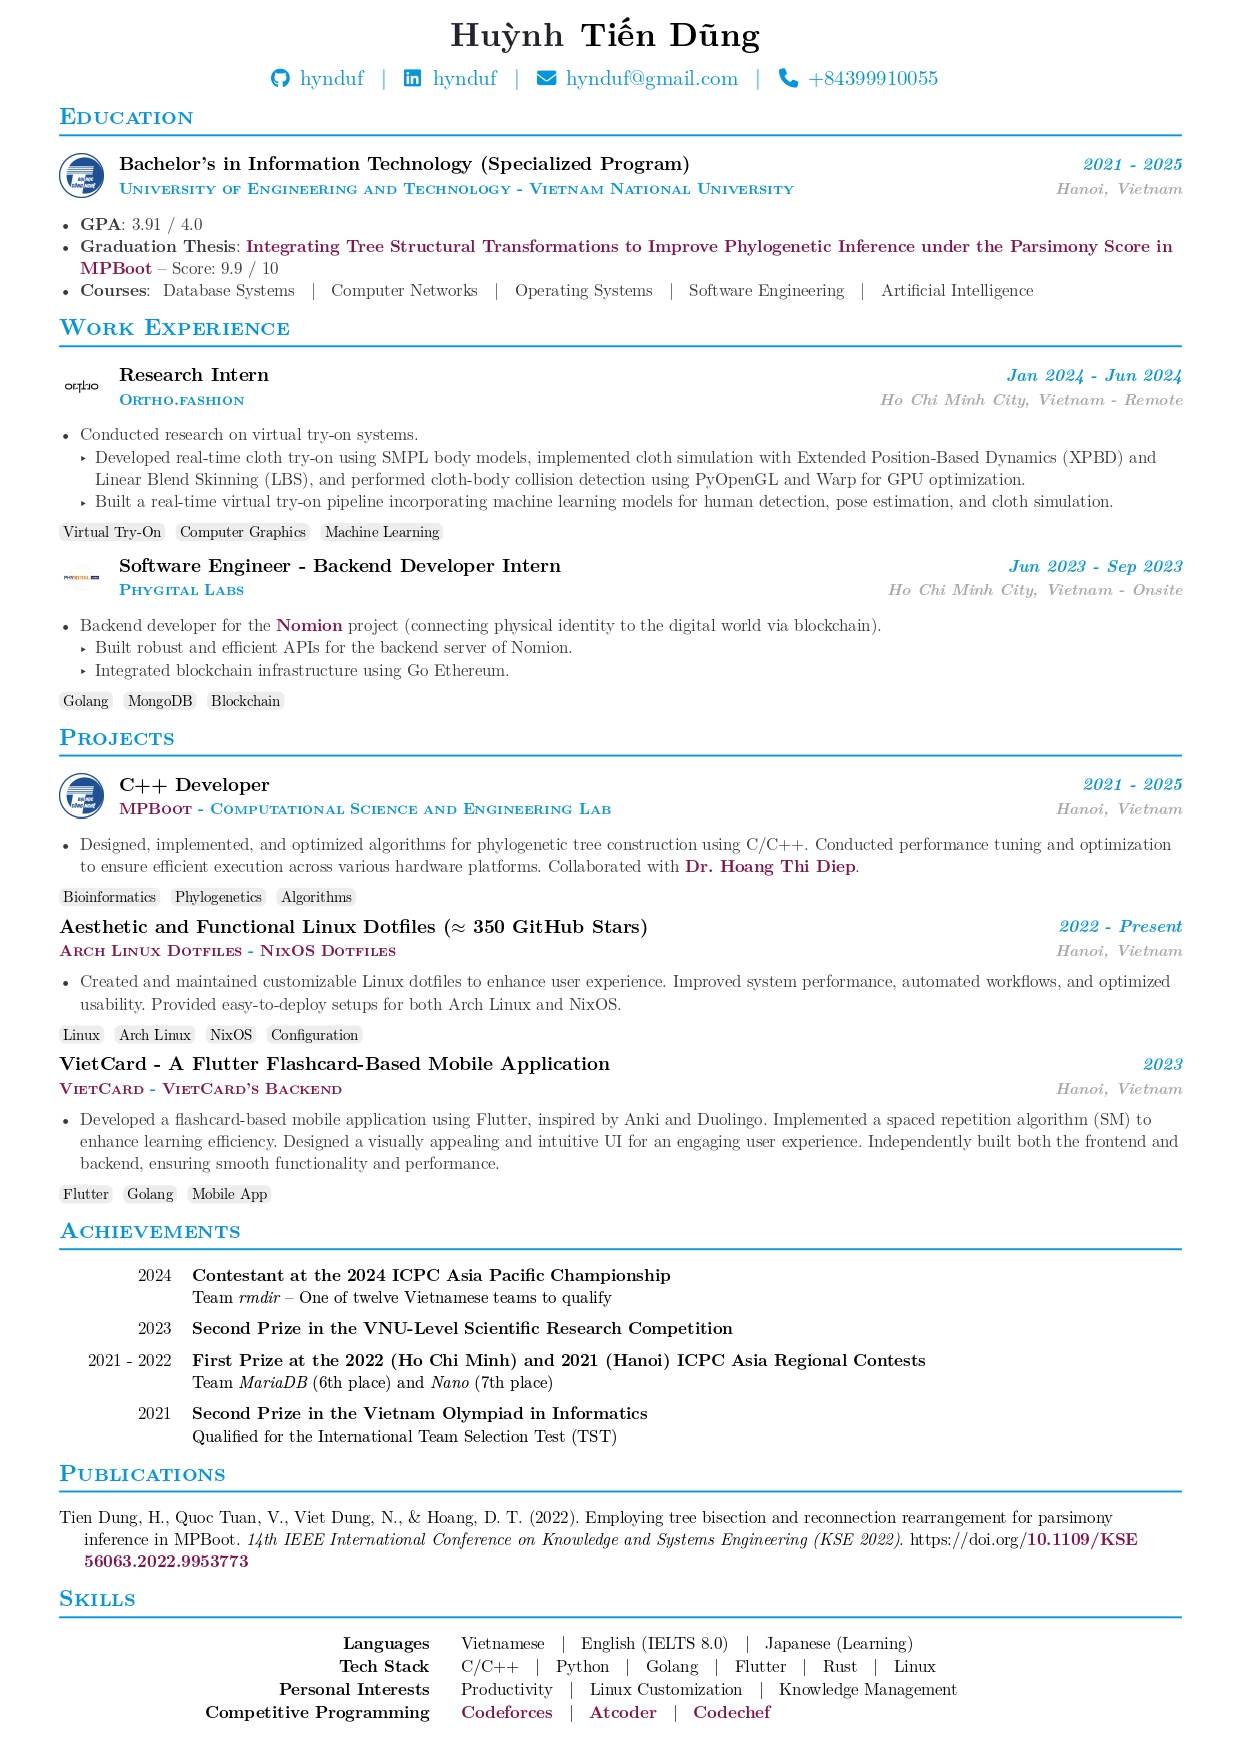 Huỳnh Tiến Dũng
hynduf | hynduf | hynduf@gmail.com | +84399910055
Education
Bachelor's in Information Technology (Specialized Program) 2021 - 2025
University of Engineering and Technology - Vietnam National University Hanoi, Vietnam
• GPA: 3.91 / 4.0
• Graduation Thesis: Integrating Tree Structural Transformations to Improve Phylogenetic Inference under the Parsimony Score in
MPBoot – Score: 9.9 / 10
• Courses: Database Systems | Computer Networks | Operating Systems | Software Engineering | Artificial Intelligence
Work Experience
Research Intern Jan 2024 - Jun 2024
Ortho.fashion Ho Chi Minh City, Vietnam - Remote
• Conducted research on virtual try-on systems.
‣ Developed real-time cloth try-on using SMPL body models, implemented cloth simulation with Extended Position-Based Dynamics (XPBD) and
Linear Blend Skinning (LBS), and performed cloth-body collision detection using PyOpenGL and Warp for GPU optimization.
‣ Built a real-time virtual try-on pipeline incorporating machine learning models for human detection, pose estimation, and cloth simulation.
Virtual Try-On Computer Graphics Machine Learning
Software Engineer - Backend Developer Intern Jun 2023 - Sep 2023
Phygital Labs Ho Chi Minh City, Vietnam - Onsite
• Backend developer for the Nomion project (connecting physical identity to the digital world via blockchain).
‣ Built robust and efficient APIs for the backend server of Nomion.
‣ Integrated blockchain infrastructure using Go Ethereum.
Golang MongoDB Blockchain
Projects
C++ Developer 2021 - 2025
MPBoot - Computational Science and Engineering Lab Hanoi, Vietnam
• Designed, implemented, and optimized algorithms for phylogenetic tree construction using C/C++. Conducted performance tuning and optimization
to ensure efficient execution across various hardware platforms. Collaborated with Dr. Hoang Thi Diep.
Bioinformatics Phylogenetics Algorithms
Aesthetic and Functional Linux Dotfiles (≈ 350 GitHub Stars) 2022 - Present
Arch Linux Dotfiles - NixOS Dotfiles Hanoi, Vietnam
• Created and maintained customizable Linux dotfiles to enhance user experience. Improved system performance, automated workflows, and optimized
usability. Provided easy-to-deploy setups for both Arch Linux and NixOS.
Linux Arch Linux NixOS Configuration
VietCard - A Flutter Flashcard-Based Mobile Application 2023
VietCard - VietCard's Backend Hanoi, Vietnam
• Developed a flashcard-based mobile application using Flutter, inspired by Anki and Duolingo. Implemented a spaced repetition algorithm (SM) to
enhance learning efficiency. Designed a visually appealing and intuitive UI for an engaging user experience. Independently built both the frontend and
backend, ensuring smooth functionality and performance.
Flutter Golang Mobile App
Achievements
2024 Contestant at the 2024 ICPC Asia Pacific Championship
Team rmdir – One of twelve Vietnamese teams to qualify
2023 Second Prize in the VNU-Level Scientific Research Competition
2021 - 2022 First Prize at the 2022 (Ho Chi Minh) and 2021 (Hanoi) ICPC Asia Regional Contests
Team MariaDB (6th place) and Nano (7th place)
2021 Second Prize in the Vietnam Olympiad in Informatics
Qualified for the International Team Selection Test (TST)
Publications
Tien Dung, H., Quoc Tuan, V., Viet Dung, N., & Hoang, D. T. (2022). Employing tree bisection and reconnection rearrangement for parsimony
inference in MPBoot. 14th IEEE International Conference on Knowledge and Systems Engineering (KSE 2022). https://doi.org/10.1109/KSE
56063.2022.9953773
Skills
Languages Vietnamese | English (IELTS 8.0) | Japanese (Learning)
Tech Stack C/C++ | Python | Golang | Flutter | Rust | Linux
Personal Interests Productivity | Linux Customization | Knowledge Management
Competitive Programming Codeforces | Atcoder | Codechef